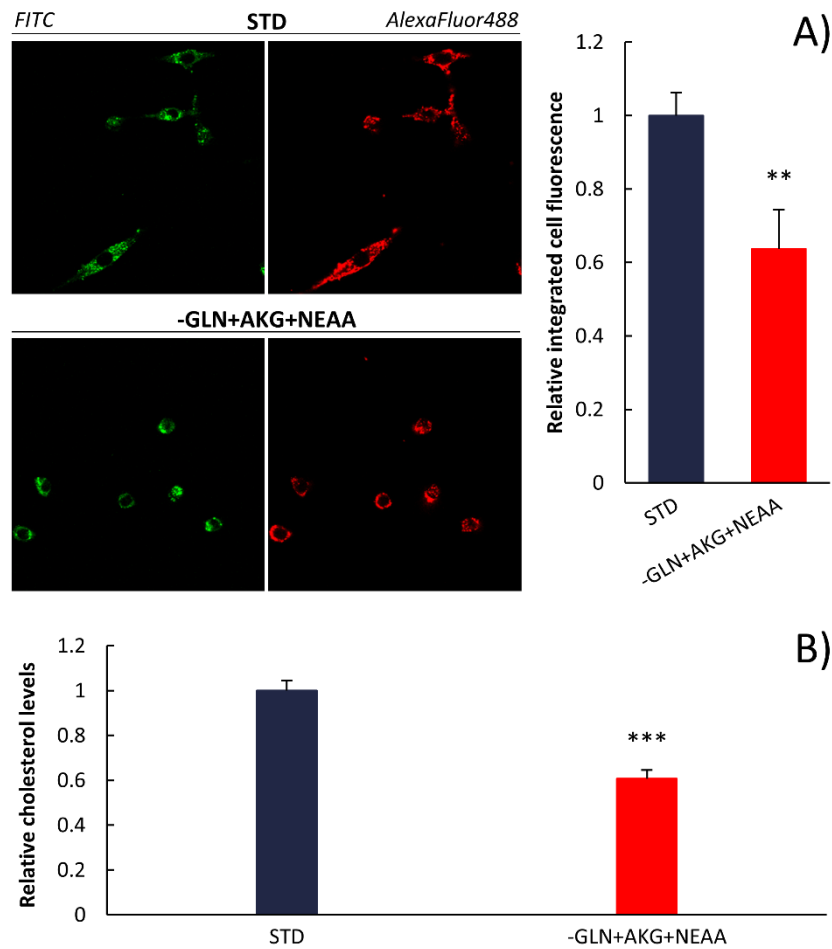 FITC STD AlexaFluor488
A)
-GLN+AKG+NEAA
Relative integrated cell fluorescence
1.2
1
0.8
0.6
0.4
0.2
0
**
STD
-GLN+AKG+NEAA
B)
Relative cholesterol levels
1.2
1
0.8
0.6
0.4
0.2
0
***
STD
-GLN+AKG+NEAA